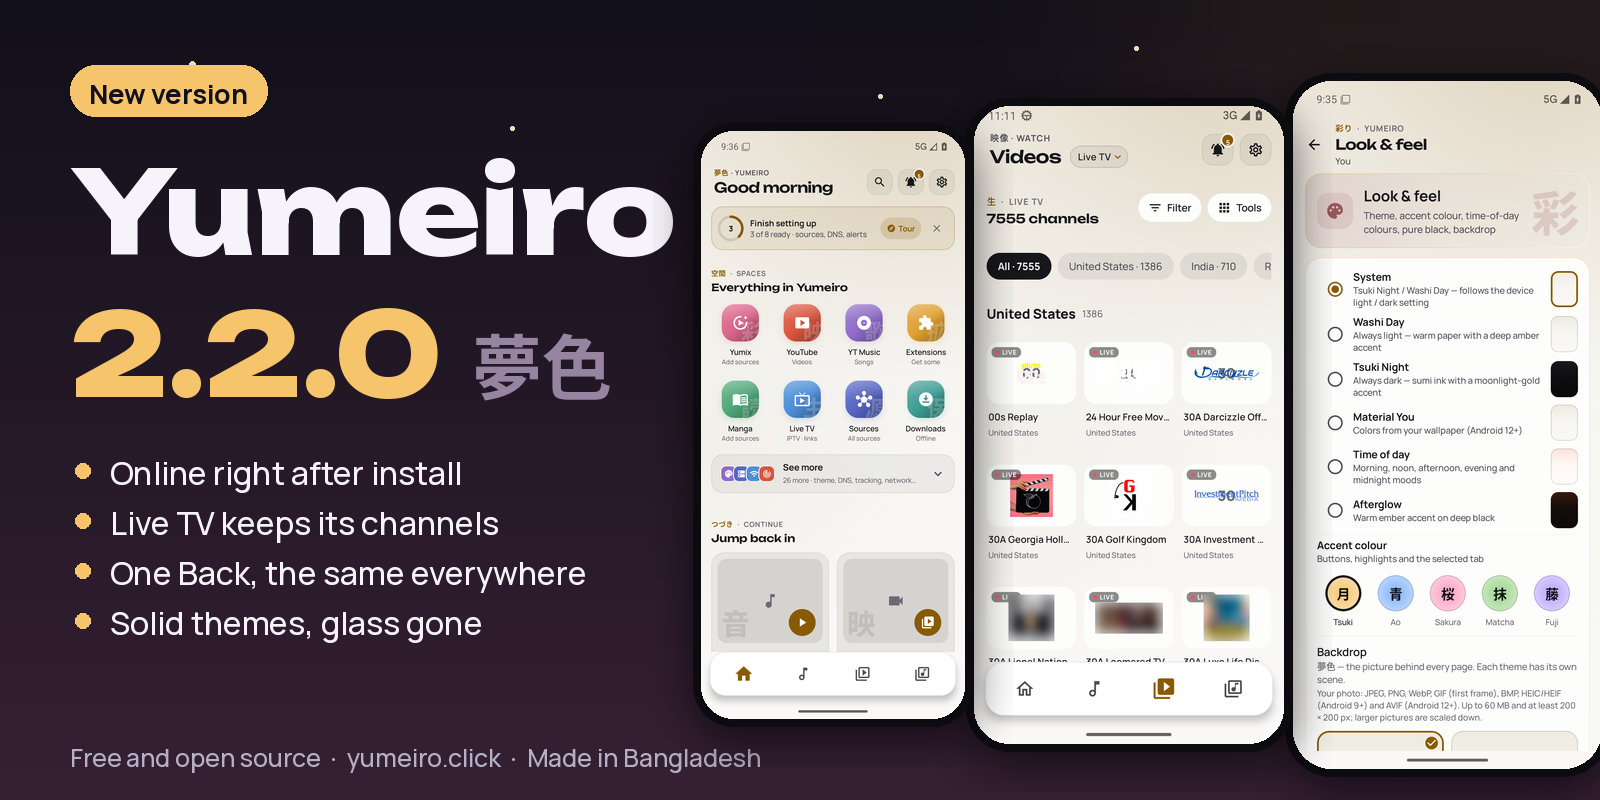 New version
Yumeiro
2.2.0 夢色
Online right after install
Live TV keeps its channels
One Back, the same everywhere
Solid themes, glass gone
Free and open source · yumeiro.click · Made in Bangladesh
9:36 5G
夢色 · YUMEIRO
Good morning
3 Finish setting up
3 of 8 ready · sources, DNS, alerts
Tour
空間 · SPACES
Everything in Yumeiro
Yumix YouTube YT Music Extensions
Add sources Videos Songs Get some
Manga Live TV Sources Downloads
Add sources IPTV · links All sources Offline
See more
26 more · theme, DNS, tracking, network...
つづき · CONTINUE
Jump back in
音 映
11:11 3G
映像 · WATCH
Videos Live TV
生 · LIVE TV
7555 channels
Filter Tools
All · 7555 United States · 1386 India · 710 R
United States 1386
LIVE LIVE LIVE
00s Replay 24 Hour Free Mov... 30A Darcizzle Off...
United States United States United States
LIVE LIVE LIVE
GK
InvestmentPitch
30A Georgia Holl... 30A Golf Kingdom 30A Investment ...
United States United States United States
LIVE
9:35 5G
彩り · YUMEIRO
Look & feel
You
Look & feel
Theme, accent colour, time-of-day
colours, pure black, backdrop
彩
System
Tsuki Night / Washi Day — follows the device
light / dark setting
Washi Day
Always light — warm paper with a deep amber
accent
Tsuki Night
Always dark — sumi ink with a moonlight-gold
accent
Material You
Colors from your wallpaper (Android 12+)
Time of day
Morning, noon, afternoon, evening and
midnight moods
Afterglow
Warm ember accent on deep black
Accent colour
Buttons, highlights and the selected tab
月 青 桜 抹 藤
Tsuki Ao Sakura Matcha Fuji
Backdrop
夢色 — the picture behind every page. Each theme has its own
scene.
Your photo: JPEG, PNG, WebP, GIF (first frame), BMP, HEIC/HEIF
(Android 9+) and AVIF (Android 12+). Up to 60 MB and at least 200
× 200 px; larger pictures are scaled down.